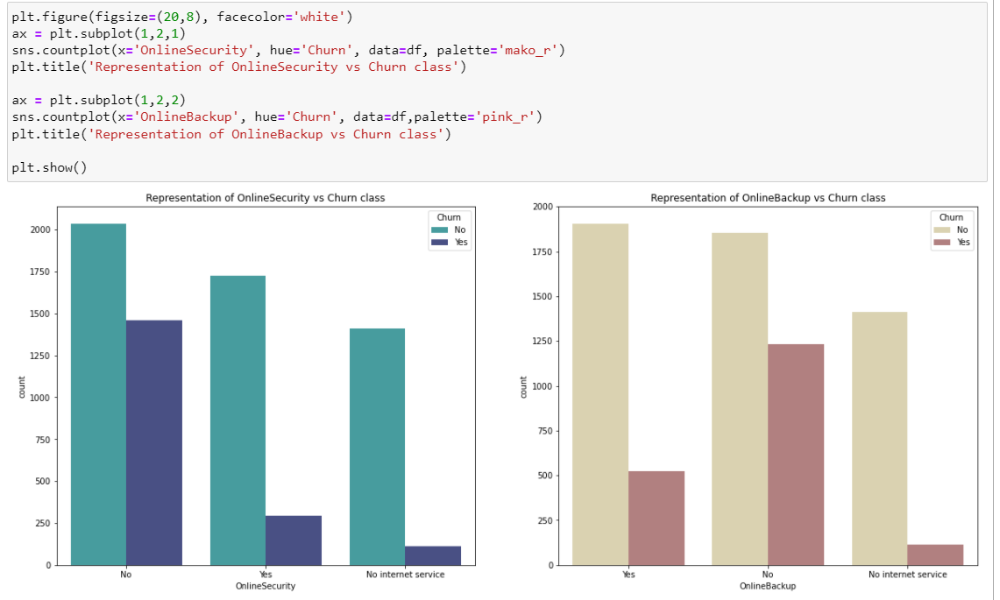 plt.figure(figsize=(20,8), facecolor='white')
ax = plt.subplot(1,2,1)
sns.countplot(x='OnlineSecurity', hue='Churn', data=df, palette='mako_r')
plt.title('Representation of OnlineSecurity vs Churn class')
ax = plt.subplot(1,2,2)
sns.countplot(x='OnlineBackup', hue='Churn', data=df,palette='pink_r')
plt.title('Representation of OnlineBackup vs Churn class')
plt.show()
Representation of OnlineSecurity vs Churn class
Churn
No
Yes
2000
1750
1500
1250
1000
750
500
250
0
count
No Yes No internet service
OnlineSecurity
Representation of OnlineBackup vs Churn class
Churn
No
Yes
2000
1750
1500
1250
1000
750
500
250
0
count
Yes No No internet service
OnlineBackup